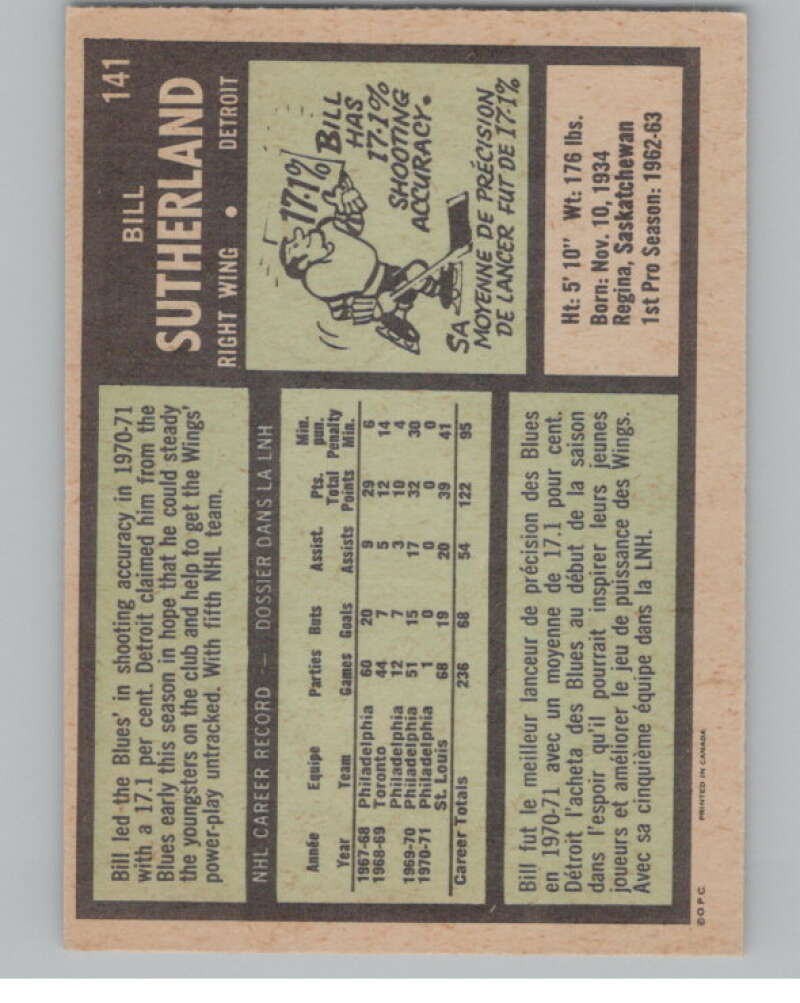 141
BILL
SUTHERLAND
RIGHT WING • DETROIT
Bill led the Blues' in shooting accuracy in 1970-71
with a 17.1 per cent. Detroit claimed him from the
Blues early this season in hope that he could steady
the youngsters on the club and help to get the Wings'
power-play untracked. With fifth NHL team.
17.1%
BILL
HAS
17.1%
SHOOTING
ACCURACY.
SA
MOYENNE DE PRÉCISION
DE LANCER FUT DE 17.1%
NHL CAREER RECORD — DOSSIER DANS LA LNH
Année Equipe Parties Buts Assist. Pts. Total Min. pun.
Year Team Games Goals Assists Points Penalty Min.
1967-68 Philadelphia 60 20 9 29 6
1968-69 Toronto 44 7 5 12 14
Philadelphia 12 7 3 10 4
1969-70 Philadelphia 51 15 17 32 30
1970-71 Philadelphia 1 0 0 0 0
St. Louis 68 19 20 39 41
Career Totals 236 68 54 122 95
Ht: 5' 10" Wt: 176 lbs.
Born: Nov. 10, 1934
Regina, Saskatchewan
1st Pro Season: 1962-63
Bill fut le meilleur lanceur de précision des Blues
en 1970-71 avec un moyenne de 17.1 pour cent.
Détroit l'acheta des Blues au début de la saison
dans l'espoir qu'il pourrait inspirer leurs jeunes
joueurs et améliorer le jeu de puissance des Wings.
Avec sa cinquième équipe dans la LNH.
©O.P.C. PRINTED IN CANADA